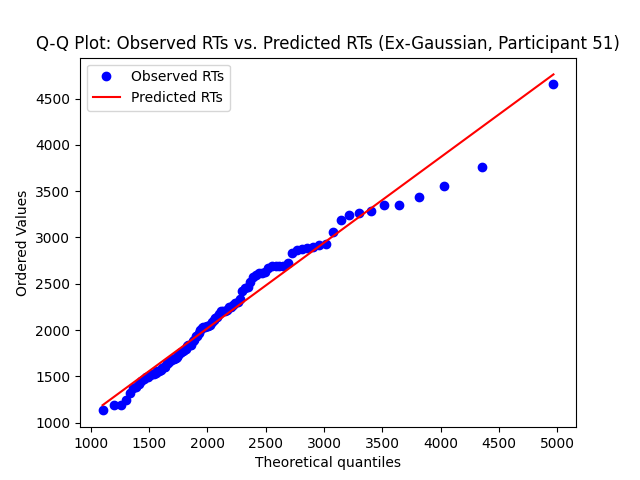 Q-Q Plot: Observed RTs vs. Predicted RTs (Ex-Gaussian, Participant 51)
Observed RTs
Predicted RTs
Ordered Values
4500
4000
3500
3000
2500
2000
1500
1000
1000 1500 2000 2500 3000 3500 4000 4500 5000
Theoretical quantiles